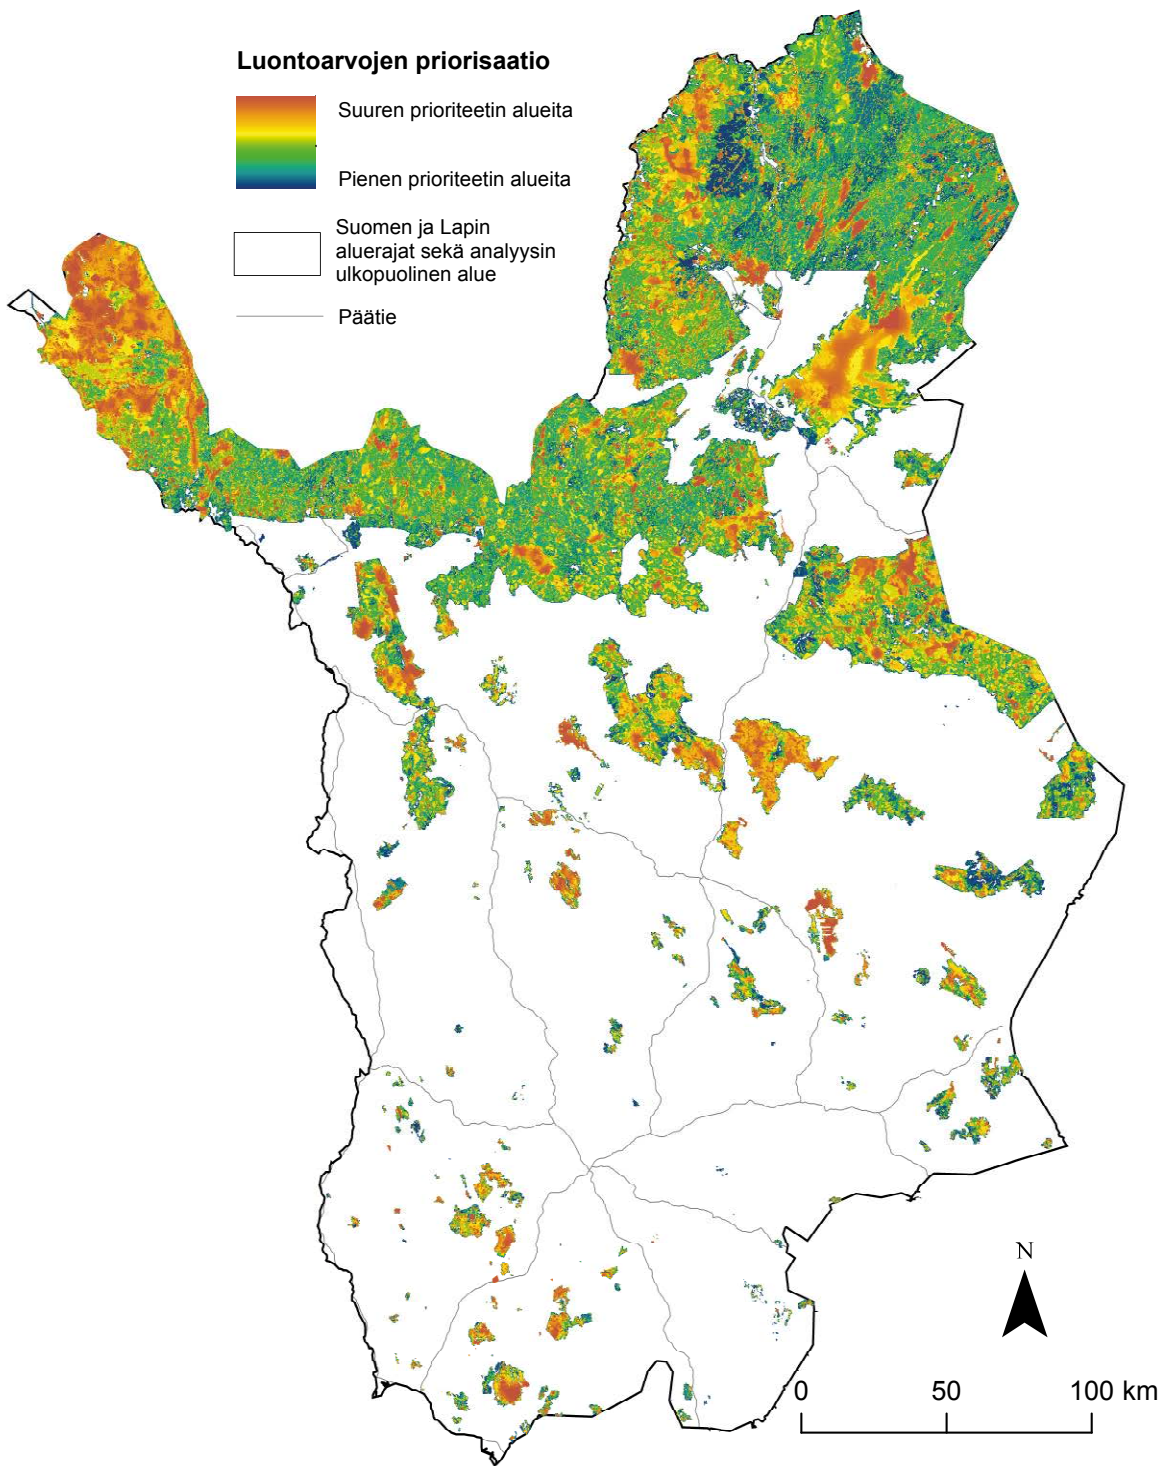 Luontoarvojen priorisaatio
Suuren prioriteetin alueita
Pienen prioriteetin alueita
Suomen ja Lapin
aluerajat sekä analyysin
ulkopuolinen alue
Päätie
N
0 50 100 km